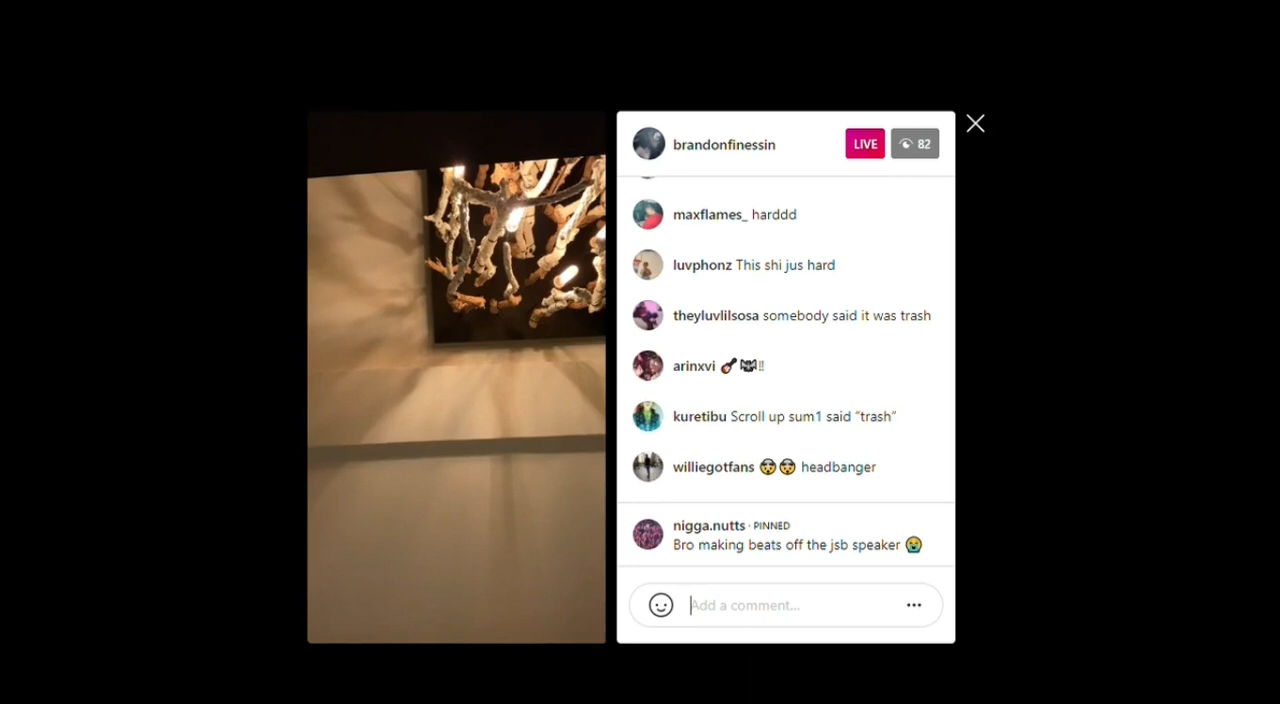 brandonfinessin LIVE 82
maxflames_ harddd
luvphonz This shi jus hard
theyluvlilsosa somebody said it was trash
arinxvi 🎸🦇‼
kuretibu Scroll up sum1 said “trash”
williegotfans 🤯🤯 headbanger
nigga.nutts · PINNED
Bro making beats off the jsb speaker 😭
Add a comment...